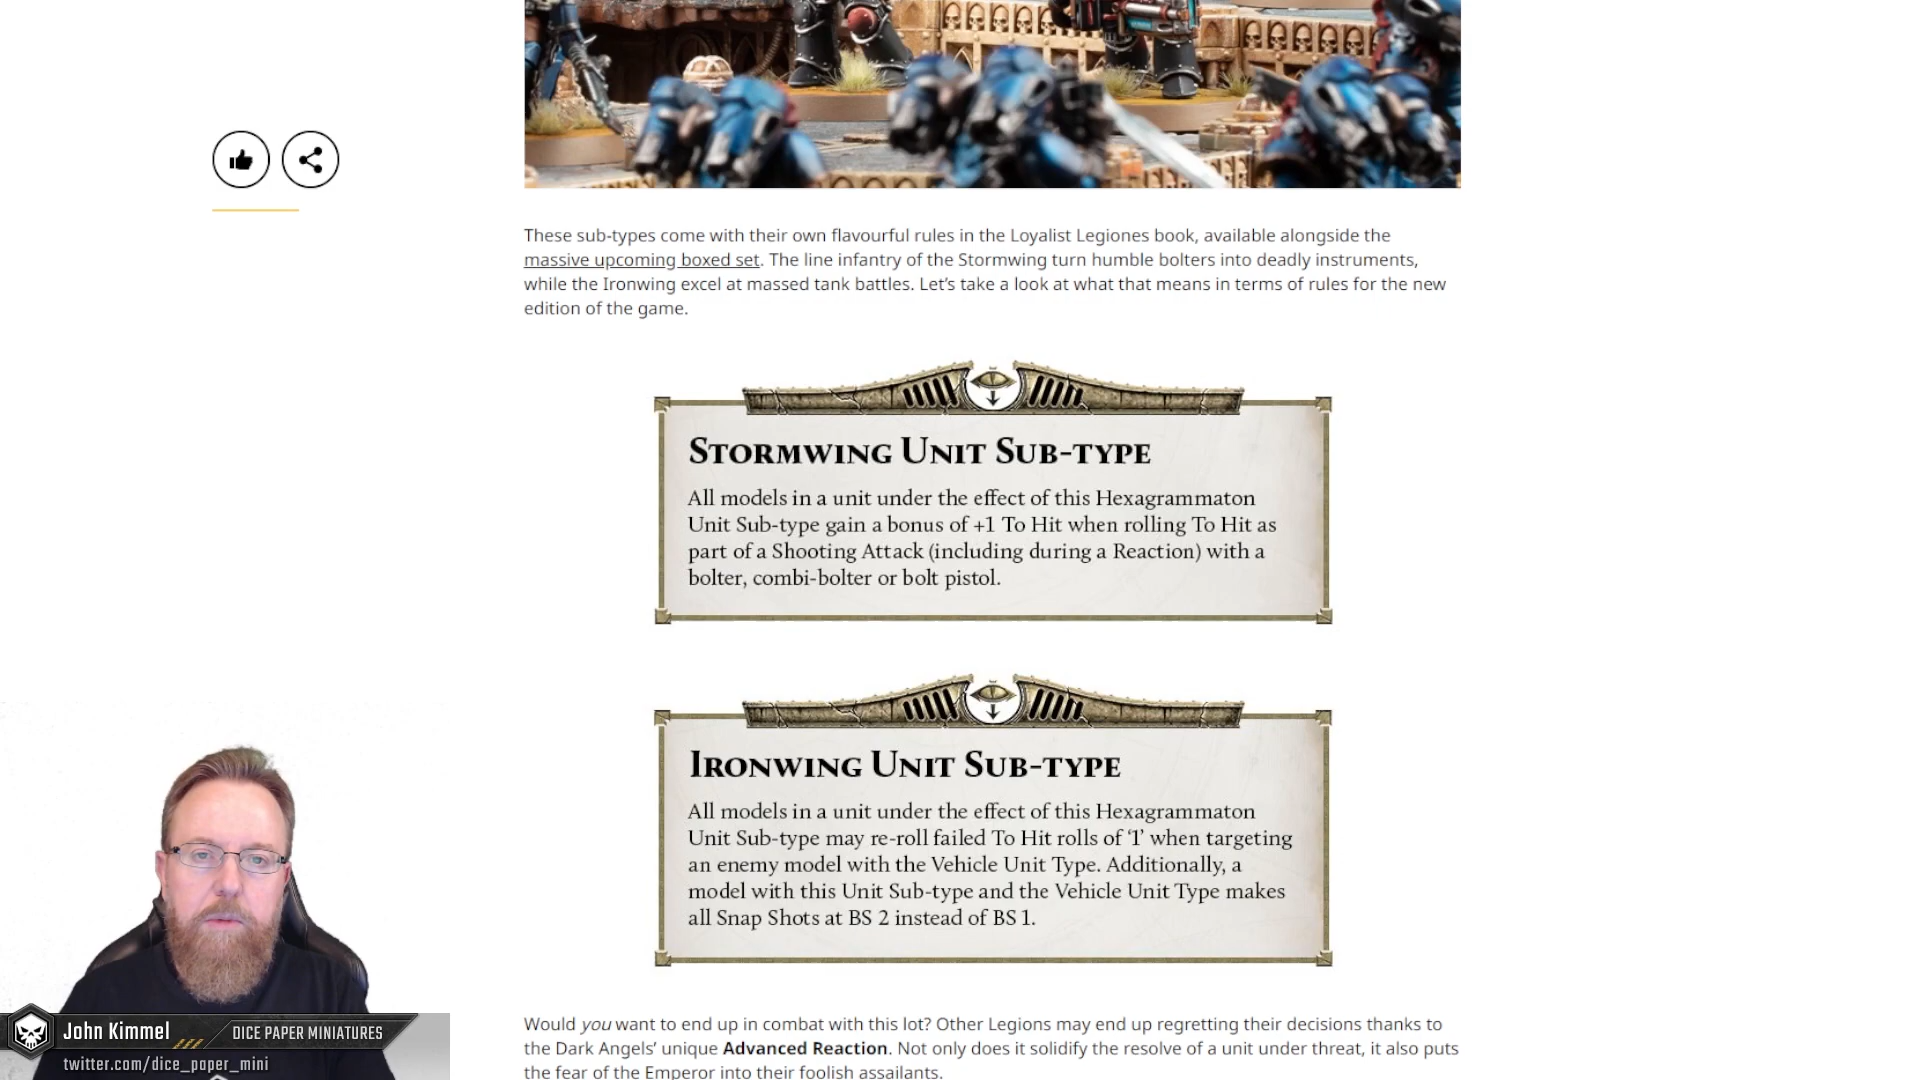 These sub-types come with their own flavourful rules in the Loyalist Legiones book, available alongside the
massive upcoming boxed set. The line infantry of the Stormwing turn humble bolters into deadly instruments,
while the Ironwing excel at massed tank battles. Let’s take a look at what that means in terms of rules for the new
edition of the game.
Stormwing Unit Sub-type
All models in a unit under the effect of this Hexagrammaton
Unit Sub-type gain a bonus of +1 To Hit when rolling To Hit as
part of a Shooting Attack (including during a Reaction) with a
bolter, combi-bolter or bolt pistol.
Ironwing Unit Sub-type
All models in a unit under the effect of this Hexagrammaton
Unit Sub-type may re-roll failed To Hit rolls of ‘1’ when targeting
an enemy model with the Vehicle Unit Type. Additionally, a
model with this Unit Sub-type and the Vehicle Unit Type makes
all Snap Shots at BS 2 instead of BS 1.
Would you want to end up in combat with this lot? Other Legions may end up regretting their decisions thanks to
the Dark Angels’ unique Advanced Reaction. Not only does it solidify the resolve of a unit under threat, it also puts
the fear of the Emperor into their foolish assailants.
John Kimmel
DICE PAPER MINIATURES
twitter.com/dice_paper_mini